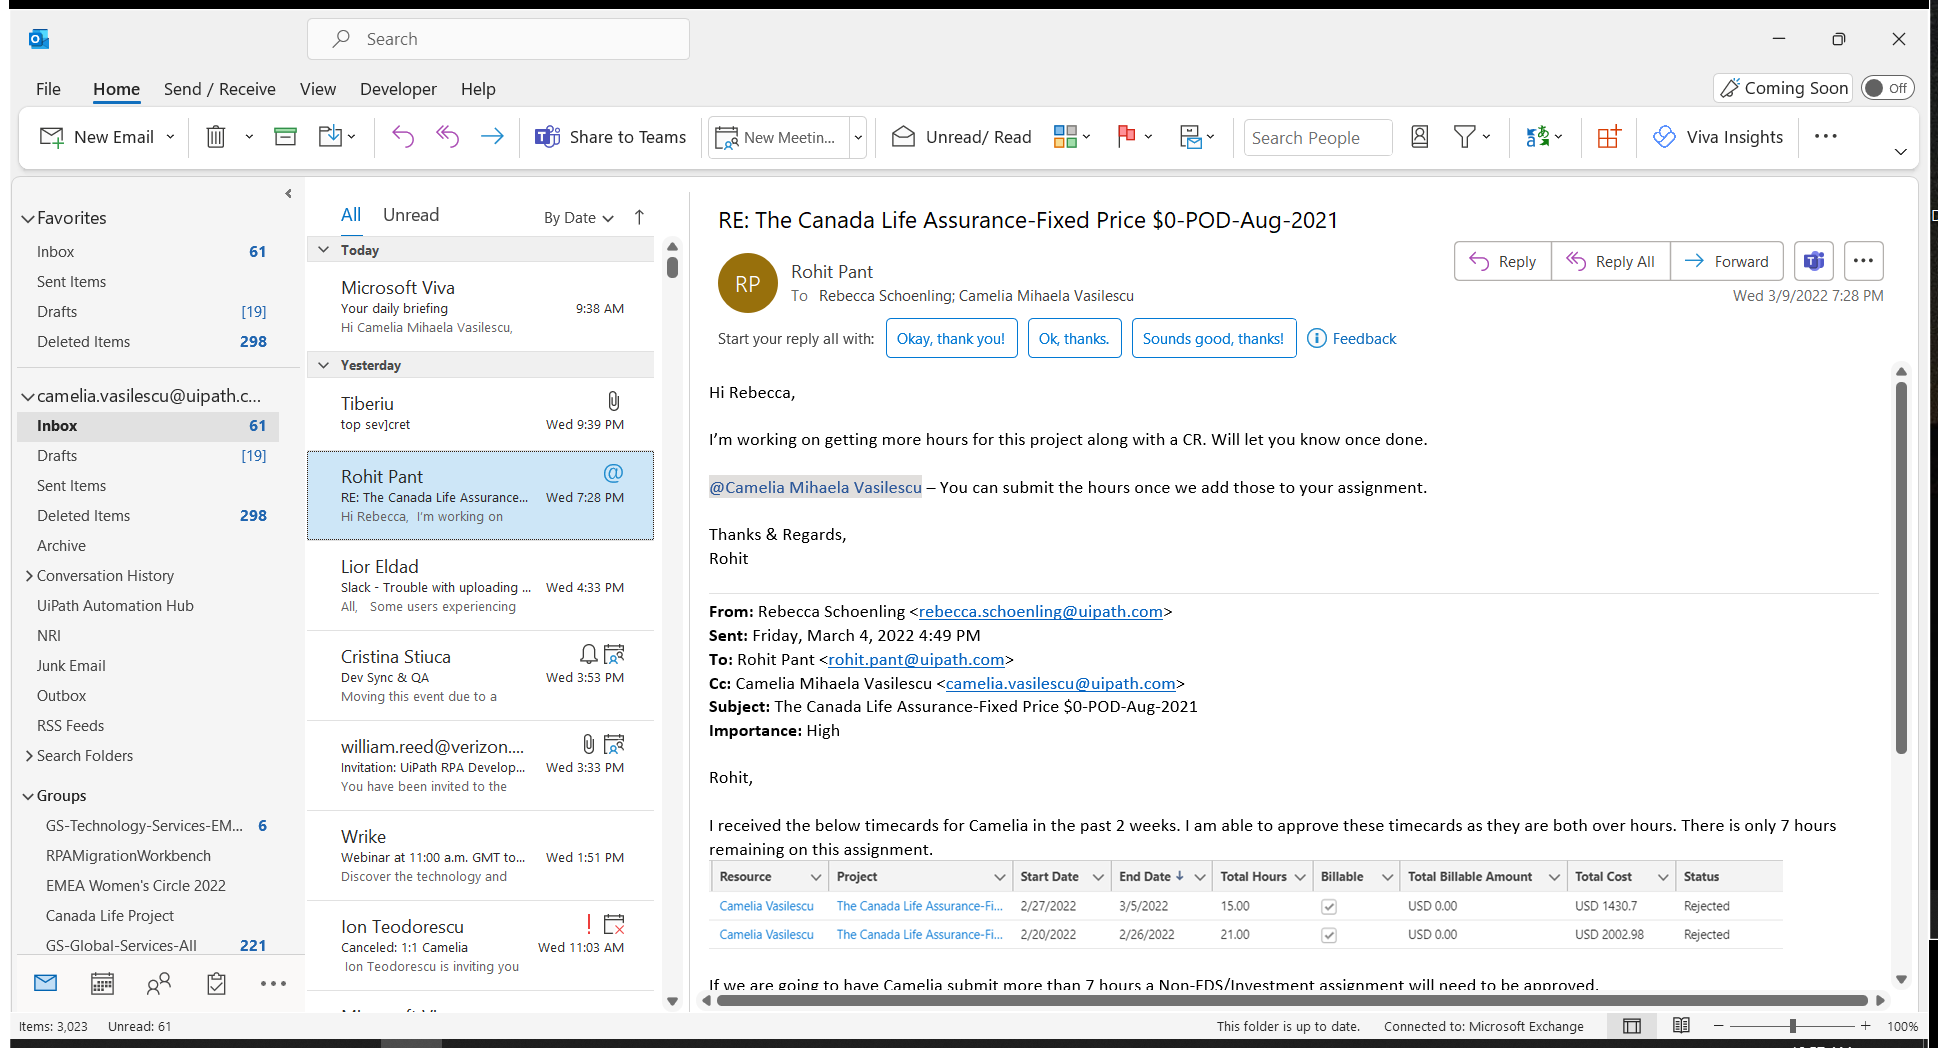 Search
File Home Send / Receive View Developer Help
Coming Soon Off
New Email
Share to Teams
New Meetin...
Unread/ Read
Search People
Viva Insights
Favorites
Inbox 61
Sent Items
Drafts [19]
Deleted Items 298
camelia.vasilescu@uipath.c...
Inbox 61
Drafts [19]
Sent Items
Deleted Items 298
Archive
Conversation History
UiPath Automation Hub
NRI
Junk Email
Outbox
RSS Feeds
Search Folders
Groups
GS-Technology-Services-EM... 6
RPAMigrationWorkbench
EMEA Women's Circle 2022
Canada Life Project
GS-Global-Services-All 221
All Unread By Date
Today
Microsoft Viva
Your daily briefing 9:38 AM
Hi Camelia Mihaela Vasilescu,
Yesterday
Tiberiu
top sev]cret Wed 9:39 PM
Rohit Pant
RE: The Canada Life Assurance... Wed 7:28 PM
Hi Rebecca, I'm working on
Lior Eldad
Slack - Trouble with uploading ... Wed 4:33 PM
All, Some users experiencing
Cristina Stiuca
Dev Sync & QA Wed 3:53 PM
Moving this event due to a
william.reed@verizon....
Invitation: UiPath RPA Develop... Wed 3:33 PM
You have been invited to the
Wrike
Webinar at 11:00 a.m. GMT to... Wed 1:51 PM
Discover the technology and
Ion Teodorescu
Canceled: 1:1 Camelia Wed 11:03 AM
Ion Teodorescu is inviting you
RE: The Canada Life Assurance-Fixed Price $0-POD-Aug-2021
RP
Rohit Pant
To Rebecca Schoenling; Camelia Mihaela Vasilescu
Reply Reply All Forward
Wed 3/9/2022 7:28 PM
Start your reply all with: Okay, thank you! Ok, thanks. Sounds good, thanks! Feedback
Hi Rebecca,
I'm working on getting more hours for this project along with a CR. Will let you know once done.
@Camelia Mihaela Vasilescu – You can submit the hours once we add those to your assignment.
Thanks & Regards,
Rohit
From: Rebecca Schoenling <rebecca.schoenling@uipath.com>
Sent: Friday, March 4, 2022 4:49 PM
To: Rohit Pant <rohit.pant@uipath.com>
Cc: Camelia Mihaela Vasilescu <camelia.vasilescu@uipath.com>
Subject: The Canada Life Assurance-Fixed Price $0-POD-Aug-2021
Importance: High
Rohit,
I received the below timecards for Camelia in the past 2 weeks. I am able to approve these timecards as they are both over hours. There is only 7 hours
remaining on this assignment.
Resource Project Start Date End Date Total Hours Billable Total Billable Amount Total Cost Status
Camelia Vasilescu The Canada Life Assurance-Fi... 2/27/2022 3/5/2022 15.00 USD 0.00 USD 1430.7 Rejected
Camelia Vasilescu The Canada Life Assurance-Fi... 2/20/2022 2/26/2022 21.00 USD 0.00 USD 2002.98 Rejected
If we are going to have Camelia submit more than 7 hours a Non-EDS/Investment assignment will need to be approved.
Items: 3,023 Unread: 61
This folder is up to date. Connected to: Microsoft Exchange 100%